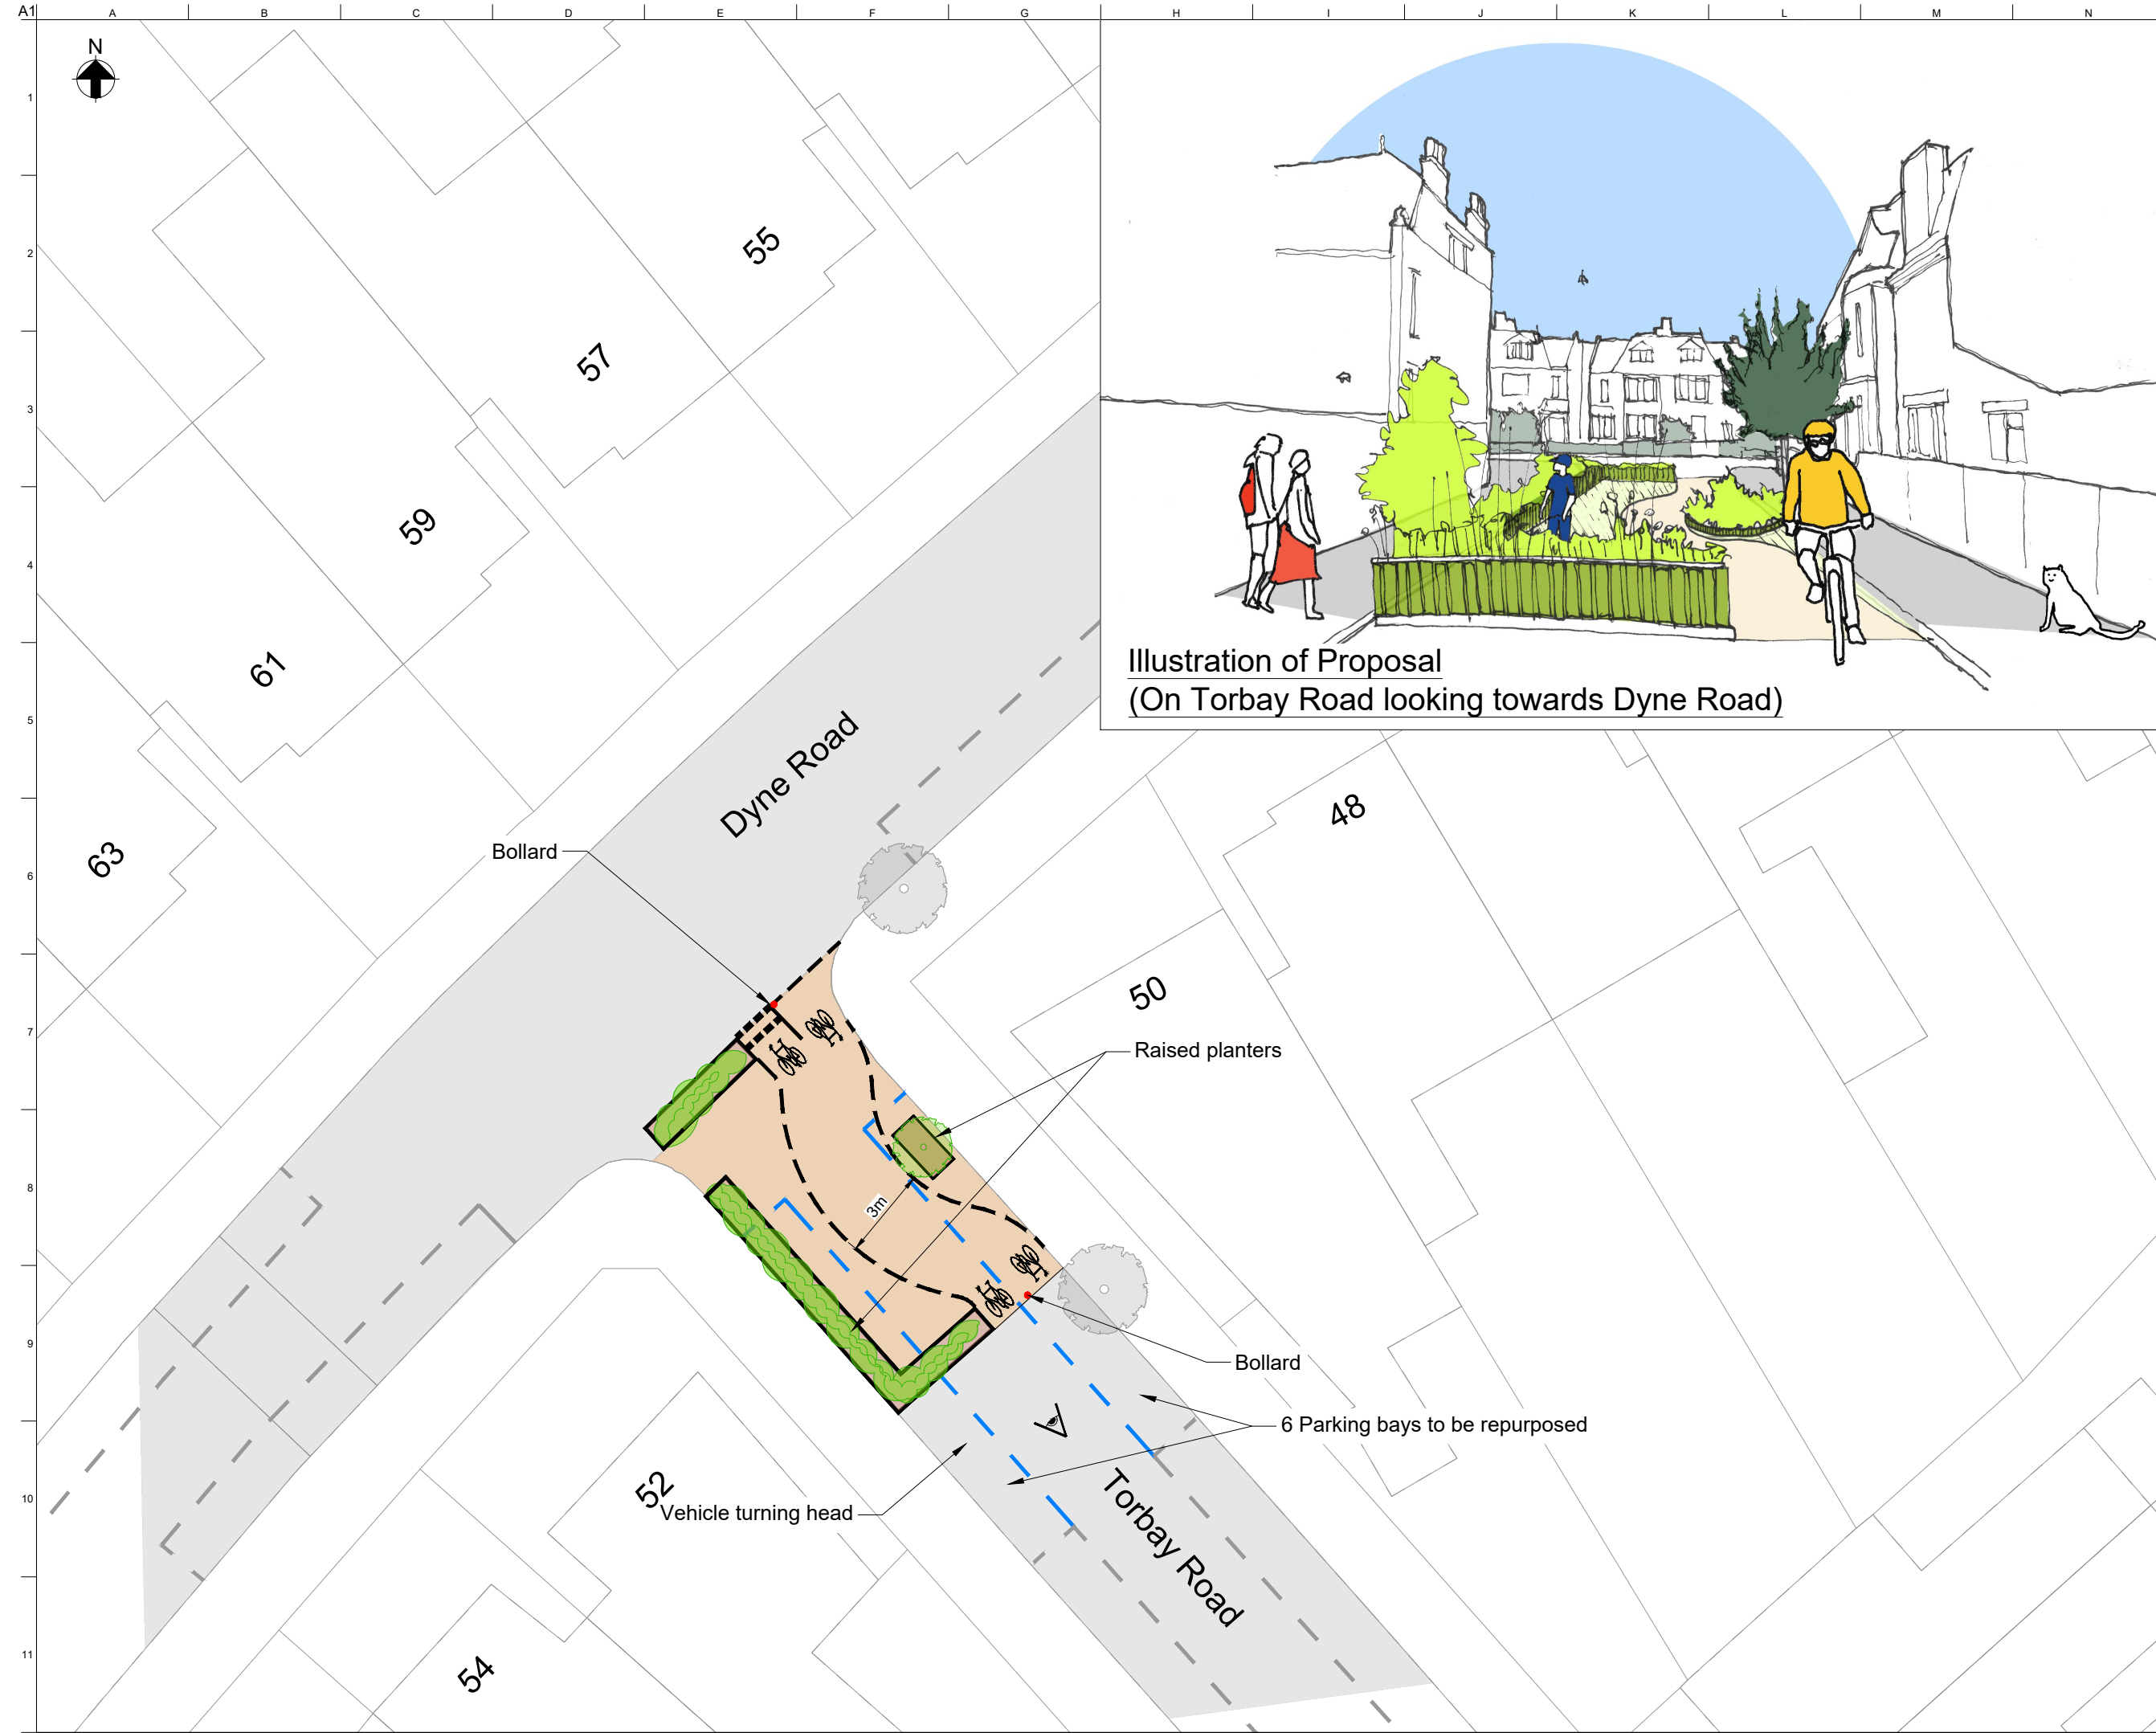 A1
A
B
C
D
E
F
G
H
I
J
K
L
M
N
N
1
2
3
4
5
6
7
8
9
10
11
55
57
59
61
63
Illustration of Proposal
(On Torbay Road looking towards Dyne Road)
Dyne Road
48
Bollard
50
Raised planters
3m
Bollard
6 Parking bays to be repurposed
52
Vehicle turning head
Torbay Road
54